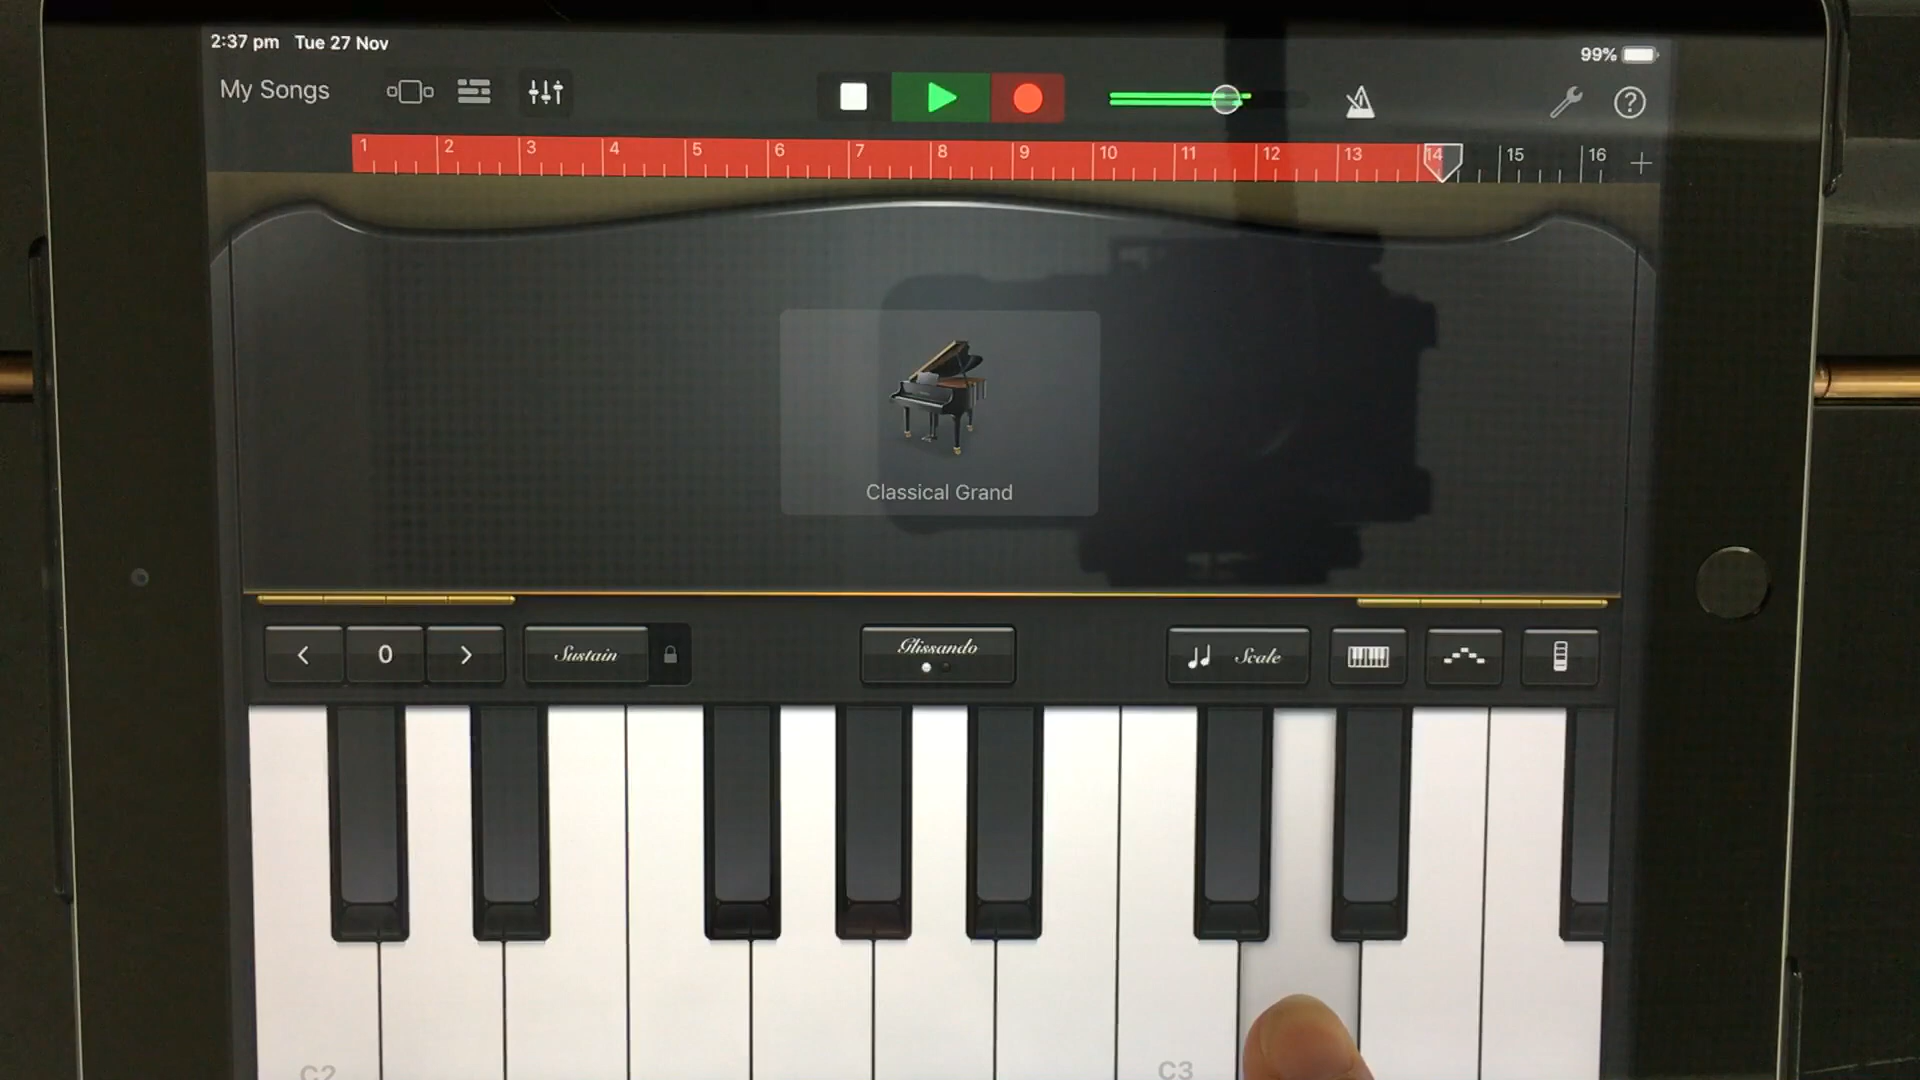 2:37 pm Tue 27 Nov
99%
My Songs
?
1 2 3 4 5 6 7 8 9 10 11 12 13 14 15 16 +
Classical Grand
< 0 > Sustain Glissando Scale
C2 C3